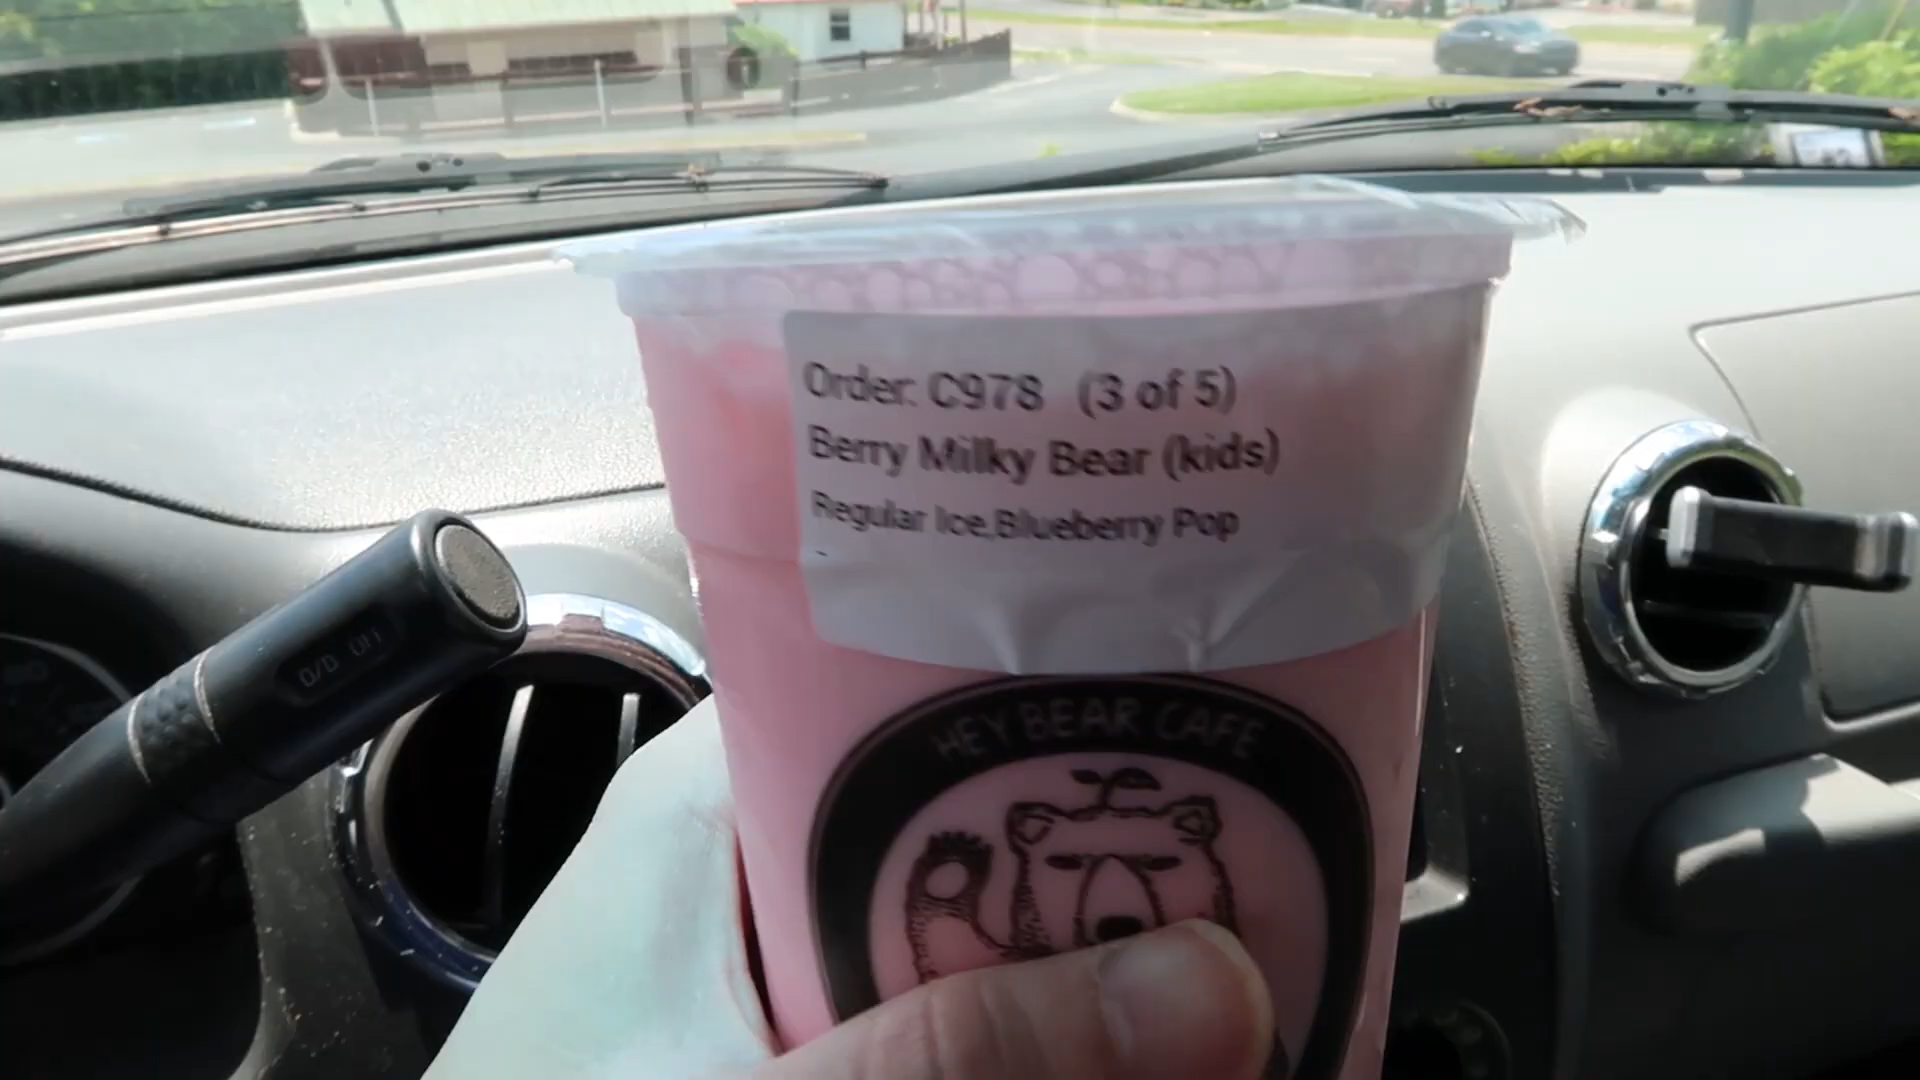 Order: C978 (3 of 5)
Berry Milky Bear (kids)
Regular Ice,Blueberry Pop
-
O/D OFF
HEY BEAR CAFE